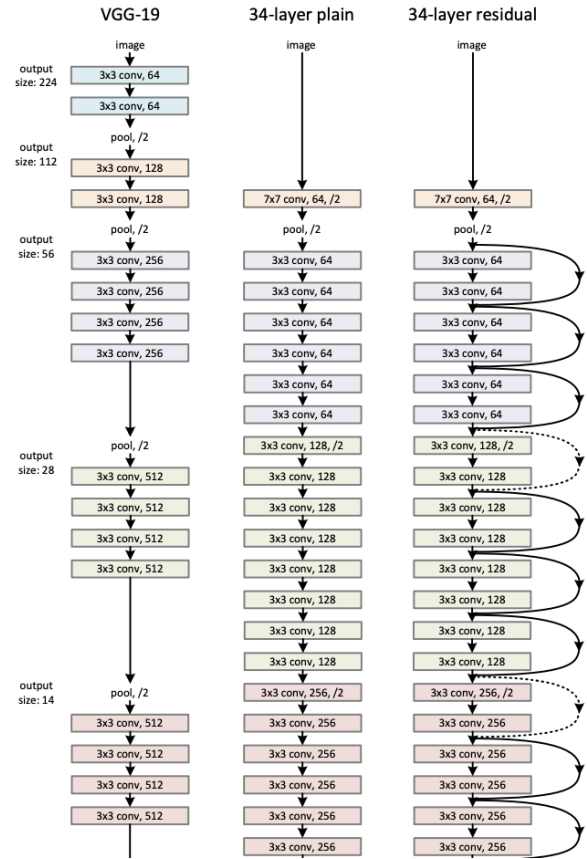 VGG-19
34-layer plain
34-layer residual
image
image
image
output
size: 224
3x3 conv, 64
3x3 conv, 64
pool, /2
output
size: 112
3x3 conv, 128
3x3 conv, 128
7x7 conv, 64, /2
7x7 conv, 64, /2
pool, /2
pool, /2
pool, /2
output
size: 56
3x3 conv, 256
3x3 conv, 64
3x3 conv, 64
3x3 conv, 256
3x3 conv, 64
3x3 conv, 64
3x3 conv, 256
3x3 conv, 64
3x3 conv, 64
3x3 conv, 256
3x3 conv, 64
3x3 conv, 64
3x3 conv, 64
3x3 conv, 64
3x3 conv, 64
3x3 conv, 64
pool, /2
3x3 conv, 128, /2
3x3 conv, 128, /2
output
size: 28
3x3 conv, 512
3x3 conv, 128
3x3 conv, 128
3x3 conv, 512
3x3 conv, 128
3x3 conv, 128
3x3 conv, 512
3x3 conv, 128
3x3 conv, 128
3x3 conv, 512
3x3 conv, 128
3x3 conv, 128
3x3 conv, 128
3x3 conv, 128
3x3 conv, 128
3x3 conv, 128
3x3 conv, 128
3x3 conv, 128
output
size: 14
pool, /2
3x3 conv, 256, /2
3x3 conv, 256, /2
3x3 conv, 512
3x3 conv, 256
3x3 conv, 256
3x3 conv, 512
3x3 conv, 256
3x3 conv, 256
3x3 conv, 512
3x3 conv, 256
3x3 conv, 256
3x3 conv, 512
3x3 conv, 256
3x3 conv, 256
3x3 conv, 256
3x3 conv, 256